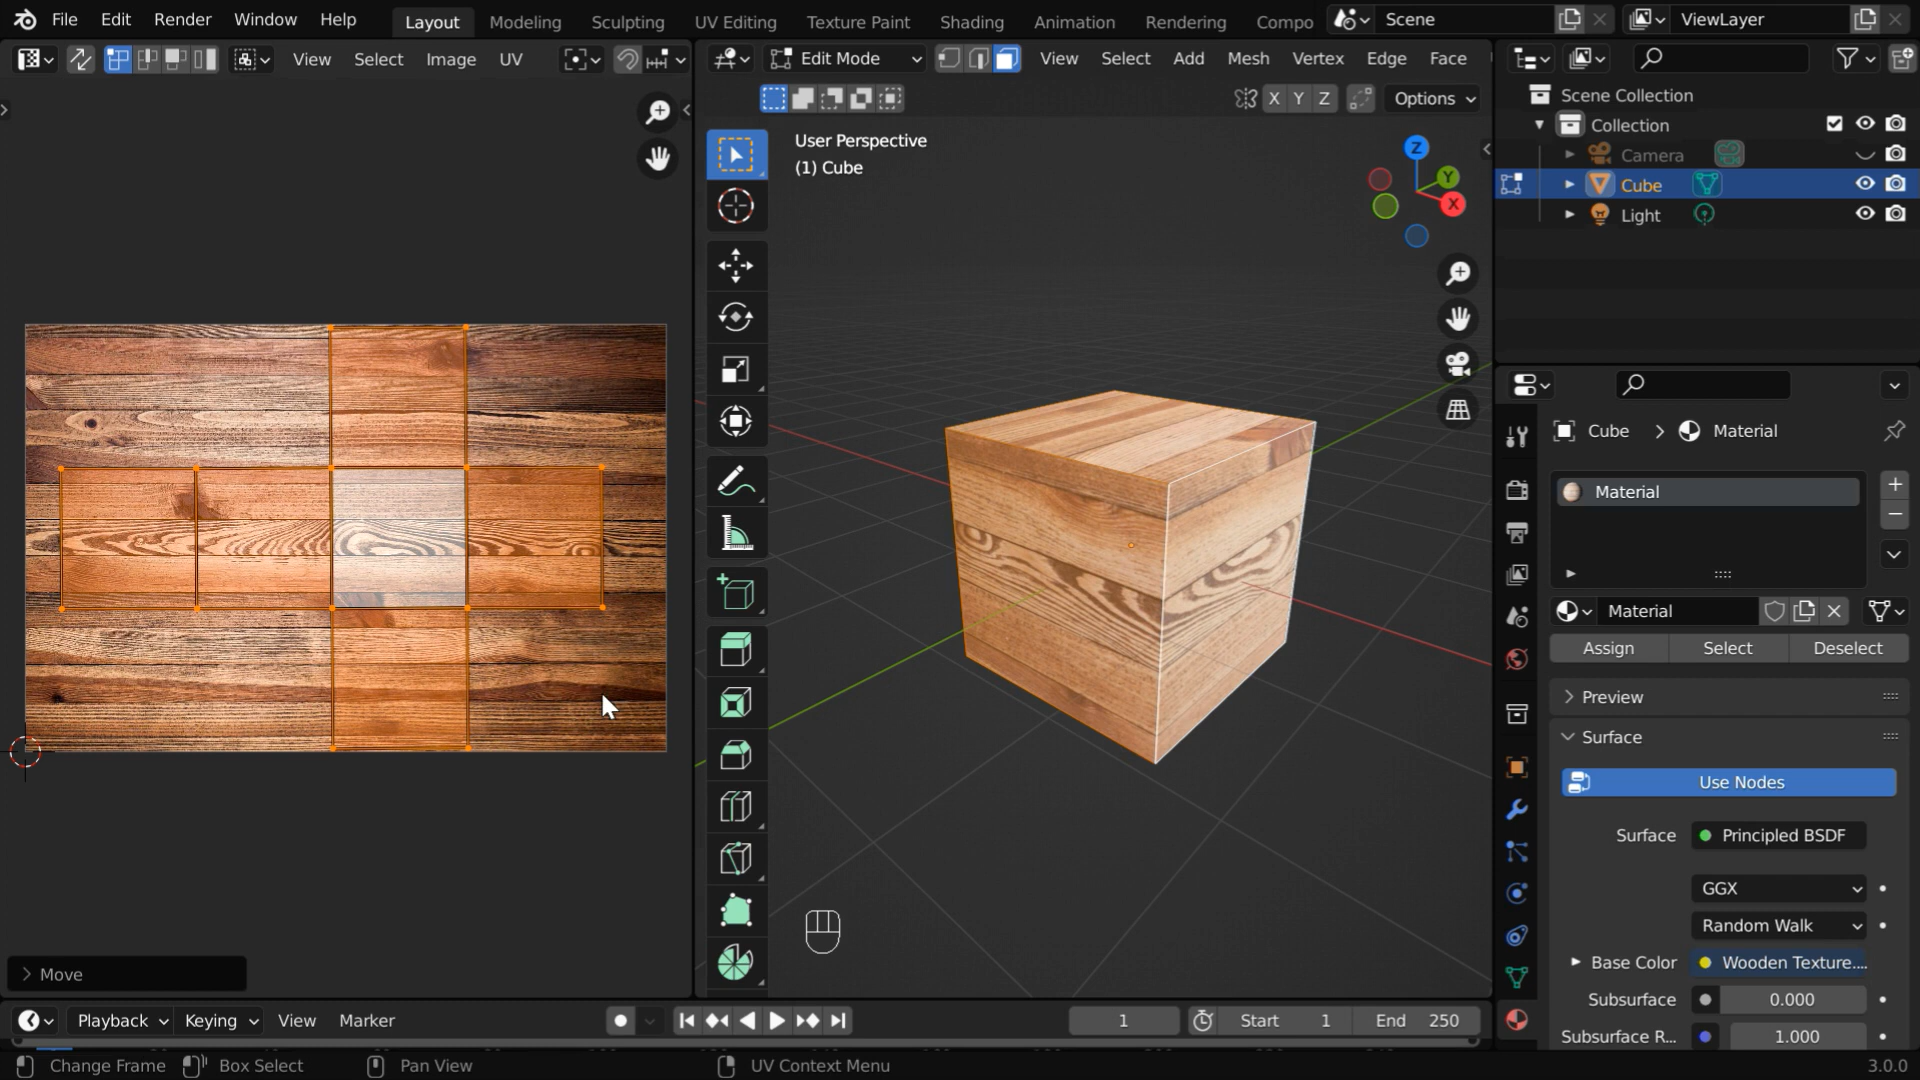 File Edit Render Window Help Layout Modeling Sculpting UV Editing Texture Paint Shading Animation Rendering Compo Scene ViewLayer
View Select Image UV Edit Mode View Select Add Mesh Vertex Edge Face
X Y Z Options
Scene Collection
Collection
Camera
Cube
Light
User Perspective
(1) Cube
Z
Y
X
Cube > Material
Material
Material
Assign Select Deselect
Preview
Surface
Use Nodes
Surface Principled BSDF
GGX
Random Walk
Base Color Wooden Texture....
Subsurface 0.000
Subsurface R... 1.000
Move
Playback Keying View Marker 1 Start 1 End 250
Change Frame Box Select Pan View UV Context Menu 3.0.0